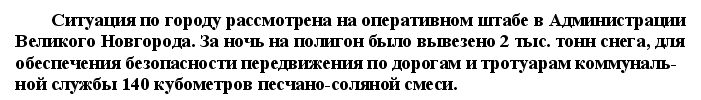 Ситуация по городу рассмотрена на оперативном штабе в Администрации
Великого Новгорода. За ночь на полигон было вывезено 2 тыс. тонн снега, для
обеспечения безопасности передвижения по дорогам и тротуарам коммуналь-
ной службы 140 кубометров песчано-соляной смеси.